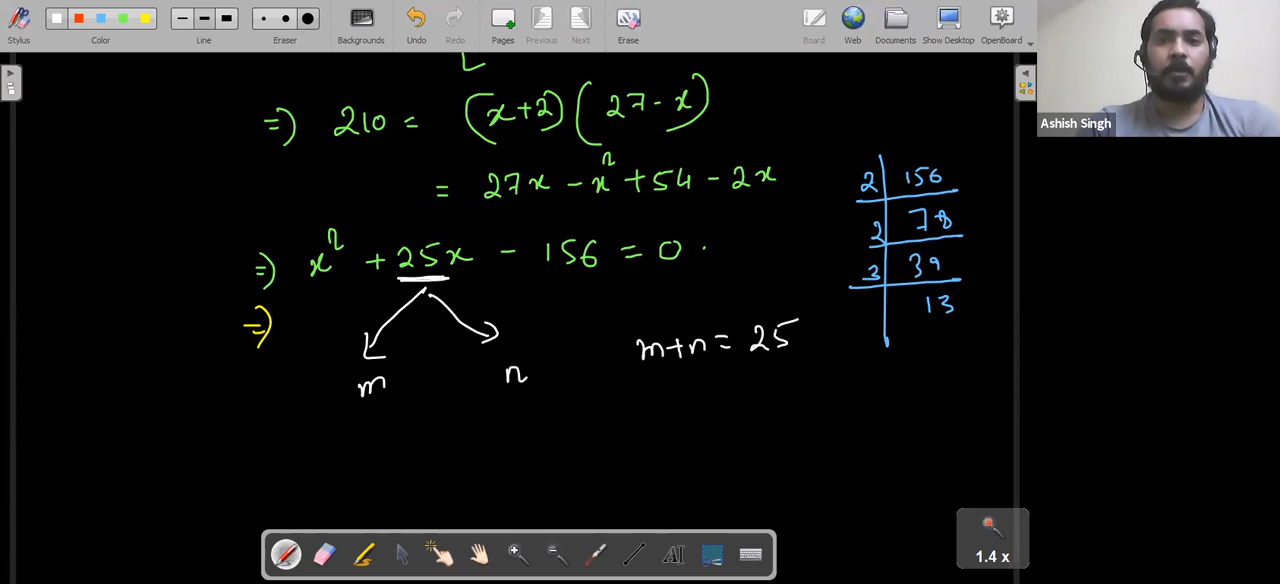 Stylus Color Line Eraser Backgrounds Undo Redo Pages Previous Next Erase Board Web Documents Show Desktop OpenBoard
Ashish Singh
=) 210 = (x+2) (27-x)
= 27x - x² + 54 - 2x
=) x² + 25x - 156 = 0 .
=)
m n
m+n = 25
2 156
2 78
3 39
13
AI
1.4 x